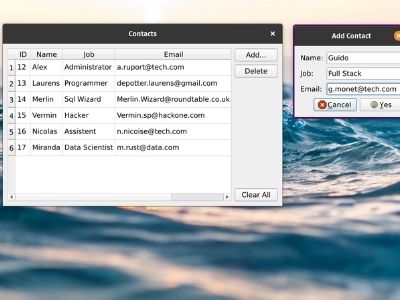 Contacts
ID Name Job Email
1 12 Alex Administrator a.ruport@tech.com
2 13 Laurens Programmer depotter.laurens@gmail.com
3 14 Merlin Sql Wizard Merlin.Wizard@roundtable.co.uk
4 15 Vermin Hacker Vermin.sp@hackone.com
5 16 Nicolas Assistent n.nicoise@tech.com
6 17 Miranda Data Scientist m.rust@data.com
Add...
Delete
Clear All
Add Contact
Name: Guido
Job: Full Stack
Email: g.monet@tech.com
Cancel Yes